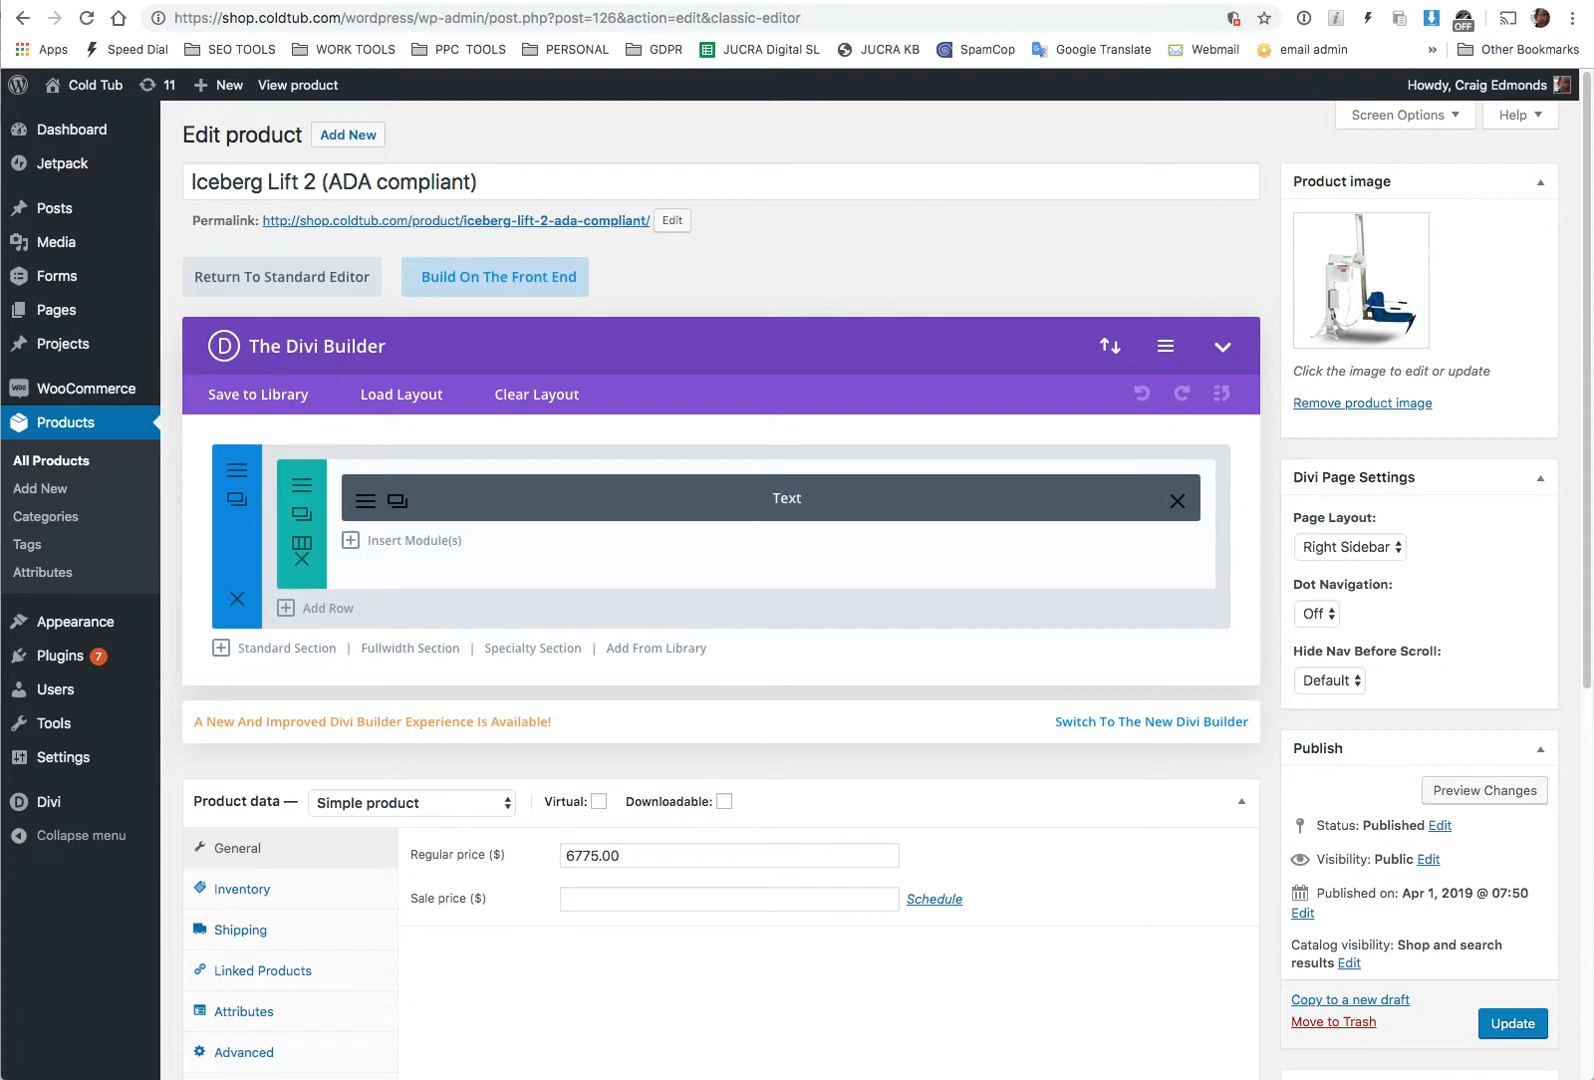 https://shop.coldtub.com/wordpress/wp-admin/post.php?post=126&action=edit&classic-editor
OFF
Apps Speed Dial SEO TOOLS WORK TOOLS PPC TOOLS PERSONAL GDPR JUCRA Digital SL JUCRA KB SpamCop Google Translate Webmail email admin » Other Bookmarks
Cold Tub 11 New View product Howdy, Craig Edmonds
Dashboard
Jetpack
Posts
Media
Forms
Pages
Projects
WooCommerce
Products
All Products
Add New
Categories
Tags
Attributes
Appearance
Plugins 7
Users
Tools
Settings
Divi
Collapse menu
Screen Options Help
Edit product Add New
Iceberg Lift 2 (ADA compliant)
Permalink: http://shop.coldtub.com/product/iceberg-lift-2-ada-compliant/ Edit
Return To Standard Editor Build On The Front End
D The Divi Builder
Save to Library Load Layout Clear Layout
Text
Insert Module(s)
Add Row
Standard Section | Fullwidth Section | Specialty Section | Add From Library
A New And Improved Divi Builder Experience Is Available! Switch To The New Divi Builder
Product data — Simple product Virtual: Downloadable:
General
Inventory
Shipping
Linked Products
Attributes
Advanced
Regular price ($) 6775.00
Sale price ($) Schedule
Product image
Click the image to edit or update
Remove product image
Divi Page Settings
Page Layout:
Right Sidebar
Dot Navigation:
Off
Hide Nav Before Scroll:
Default
Publish
Preview Changes
Status: Published Edit
Visibility: Public Edit
Published on: Apr 1, 2019 @ 07:50
Edit
Catalog visibility: Shop and search
results Edit
Copy to a new draft
Move to Trash
Update